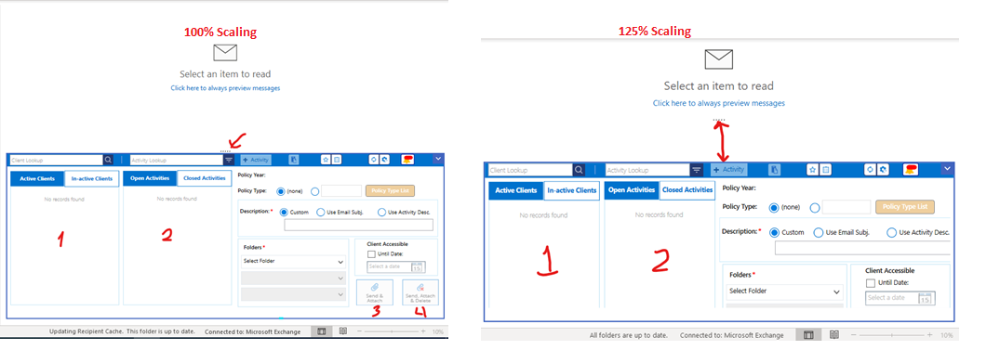 100% Scaling
Select an item to read
Click here to always preview messages
Client Lookup
Activity Lookup
+ Activity
Active Clients
In-active Clients
Open Activities
Closed Activities
No records found
No records found
Policy Year:
Policy Type:
(none)
Policy Type List
Description:*
Custom
Use Email Subj.
Use Activity Desc.
Folders *
Select Folder
Client Accessible
Until Date:
Select a date
15
Send & Attach
Send, Attach & Delete
1
2
3
4
Updating Recipient Cache. This folder is up to date.
Connected to: Microsoft Exchange
10%
125% Scaling
Select an item to read
Click here to always preview messages
Client Lookup
Activity Lookup
+ Activity
Active Clients
In-active Clients
Open Activities
Closed Activities
No records found
No records found
Policy Year:
Policy Type:
(none)
Policy Type List
Description:*
Custom
Use Email Subj.
Use Activity Desc.
Folders *
Select Folder
Client Accessible
Until Date:
Select a date
15
1
2
All folders are up to date.
Connected to: Microsoft Exchange
10%